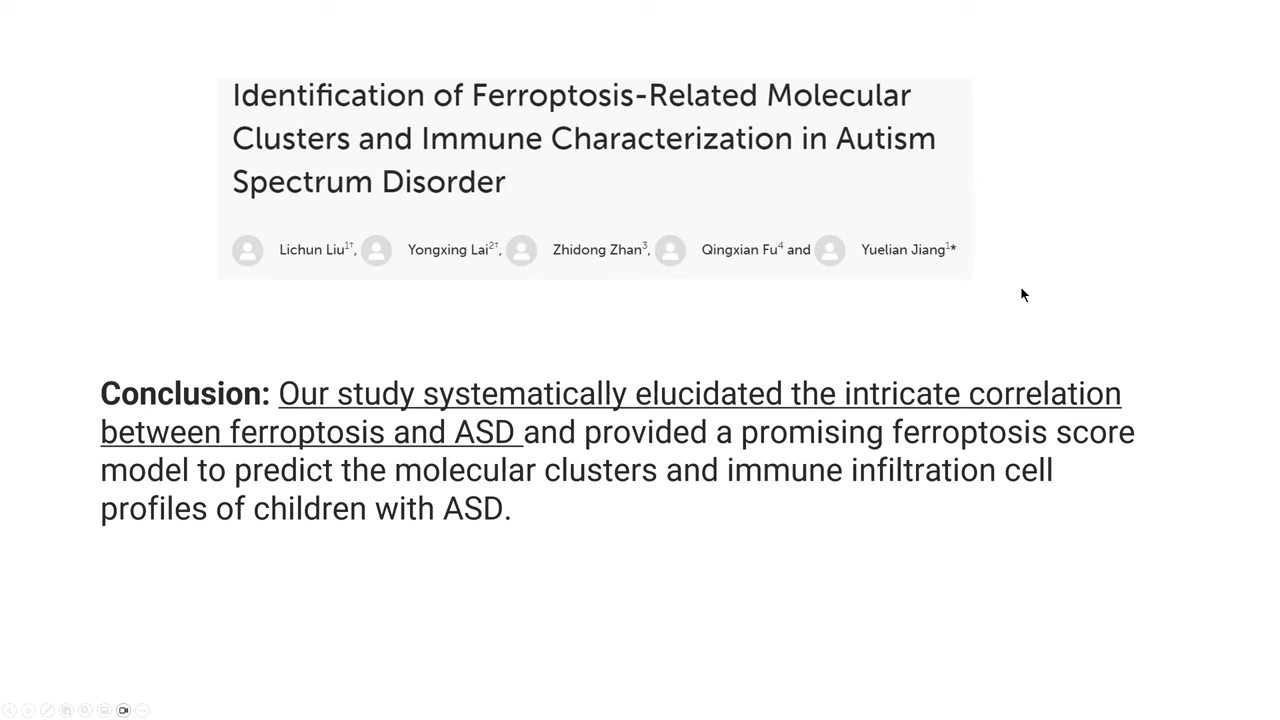 Identification of Ferroptosis-Related Molecular
Clusters and Immune Characterization in Autism
Spectrum Disorder
Lichun Liu1†, Yongxing Lai2†, Zhidong Zhan3, Qingxian Fu4 and Yuelian Jiang1*
Conclusion: Our study systematically elucidated the intricate correlation
between ferroptosis and ASD and provided a promising ferroptosis score
model to predict the molecular clusters and immune infiltration cell
profiles of children with ASD.